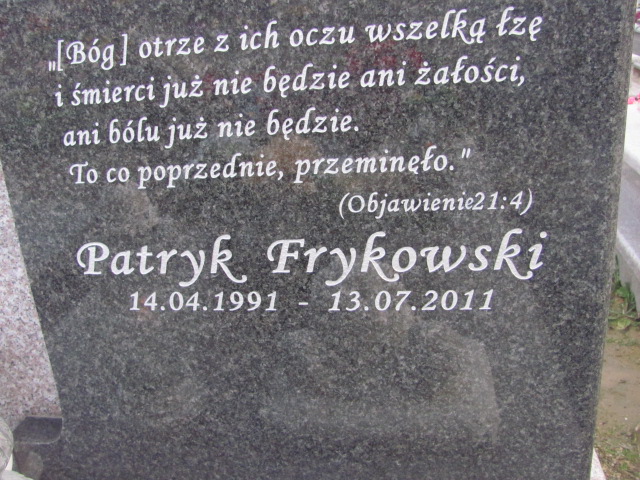 „[Bóg] otrze z ich oczu wszelką łzę
i śmierci już nie będzie ani żałości,
ani bólu już nie będzie.
To co poprzednie, przeminęło."
(Objawienie21:4)
Patryk Frykowski
14.04.1991 - 13.07.2011